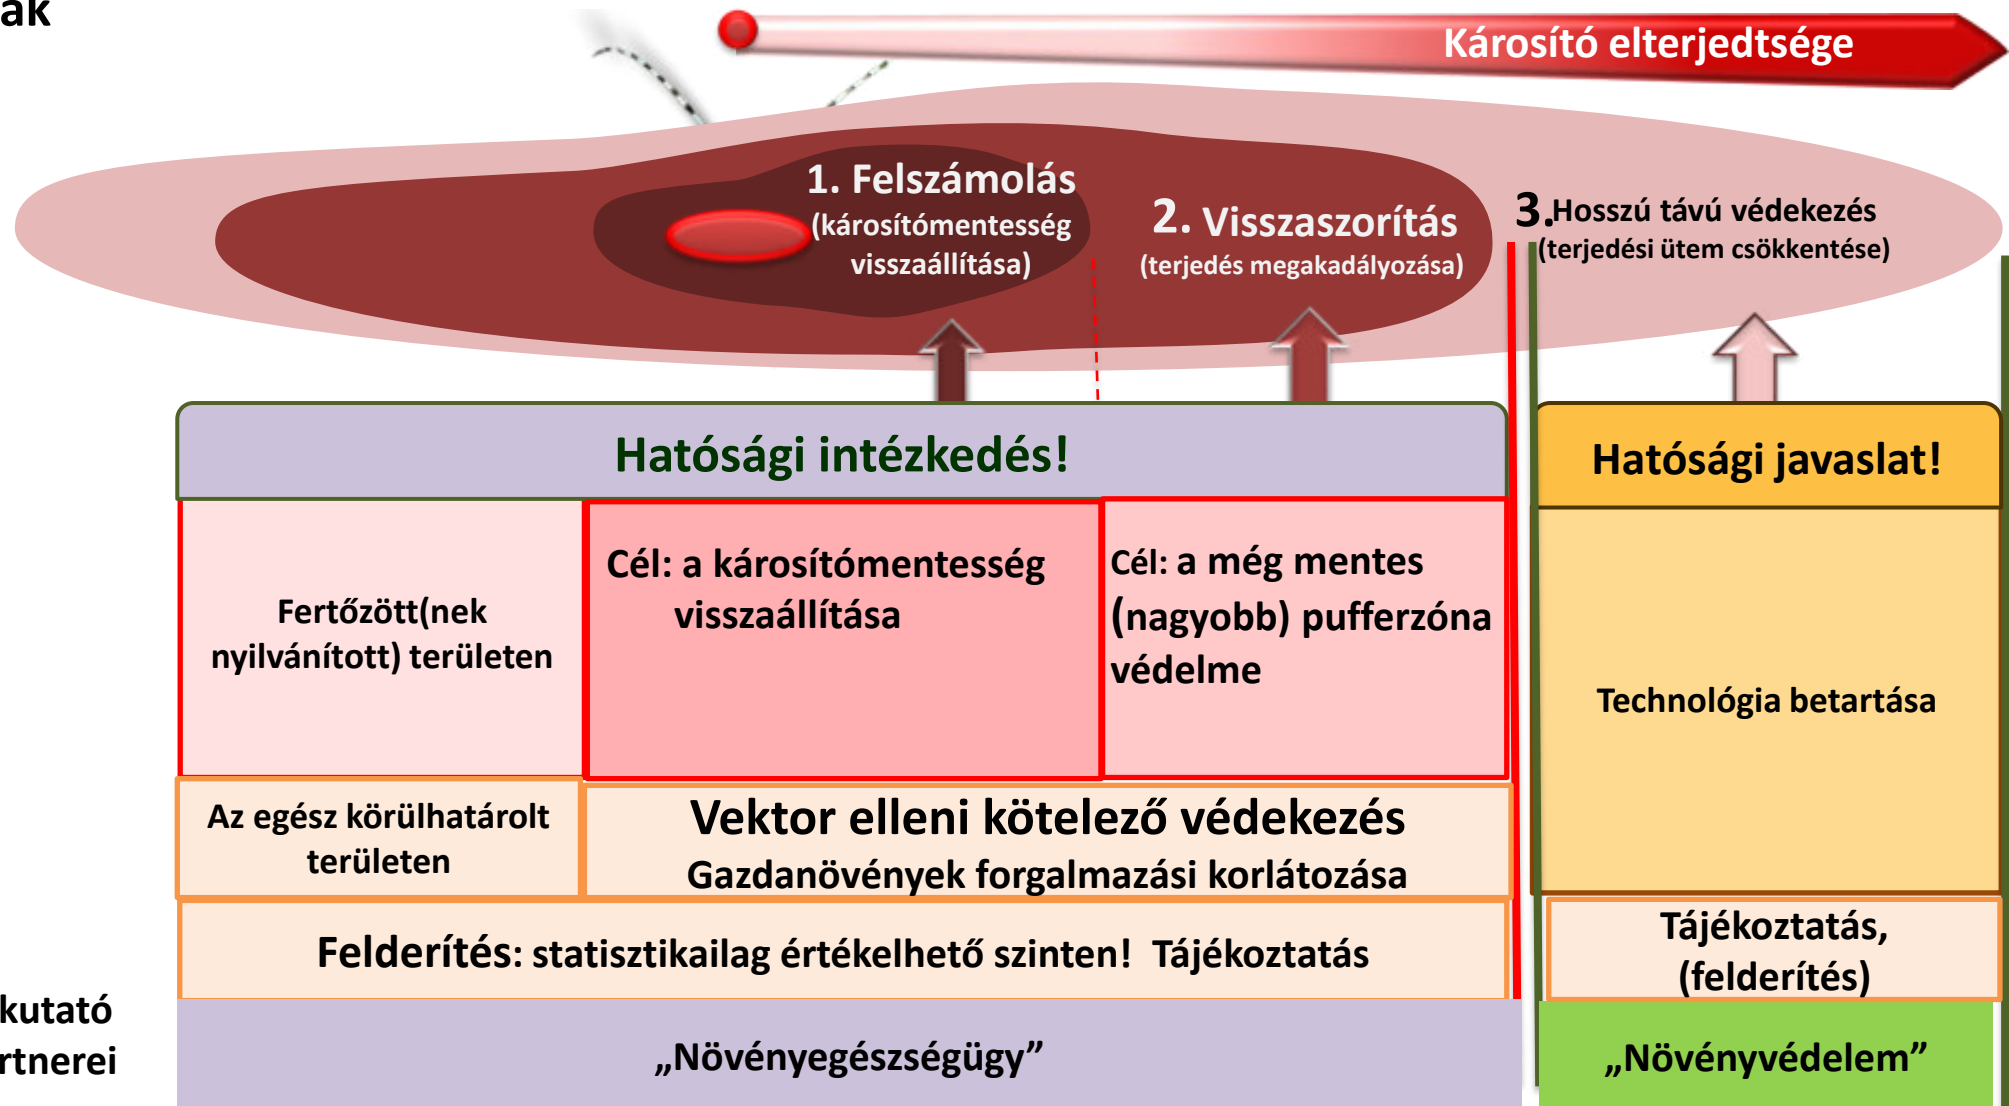 ak
Károsító elterjedtsége
1. Felszámolás
(károsítómentesség
visszaállítása)
2. Visszaszorítás
(terjedés megakadályozása)
3. Hosszú távú védekezés
(terjedési ütem csökkentése)
Hatósági intézkedés!
Hatósági javaslat!
Fertőzött(nek
nyilvánított) területen
Cél: a károsítómentesség
visszaállítása
Cél: a még mentes
(nagyobb) pufferzóna
védelme
Technológia betartása
Az egész körülhatárolt
területen
Vektor elleni kötelező védekezés
Gazdanövények forgalmazási korlátozása
Felderítés: statisztikailag értékelhető szinten! Tájékoztatás
Tájékoztatás,
(felderítés)
kutató
rtnerei
„Növényegészségügy”
„Növényvédelem”